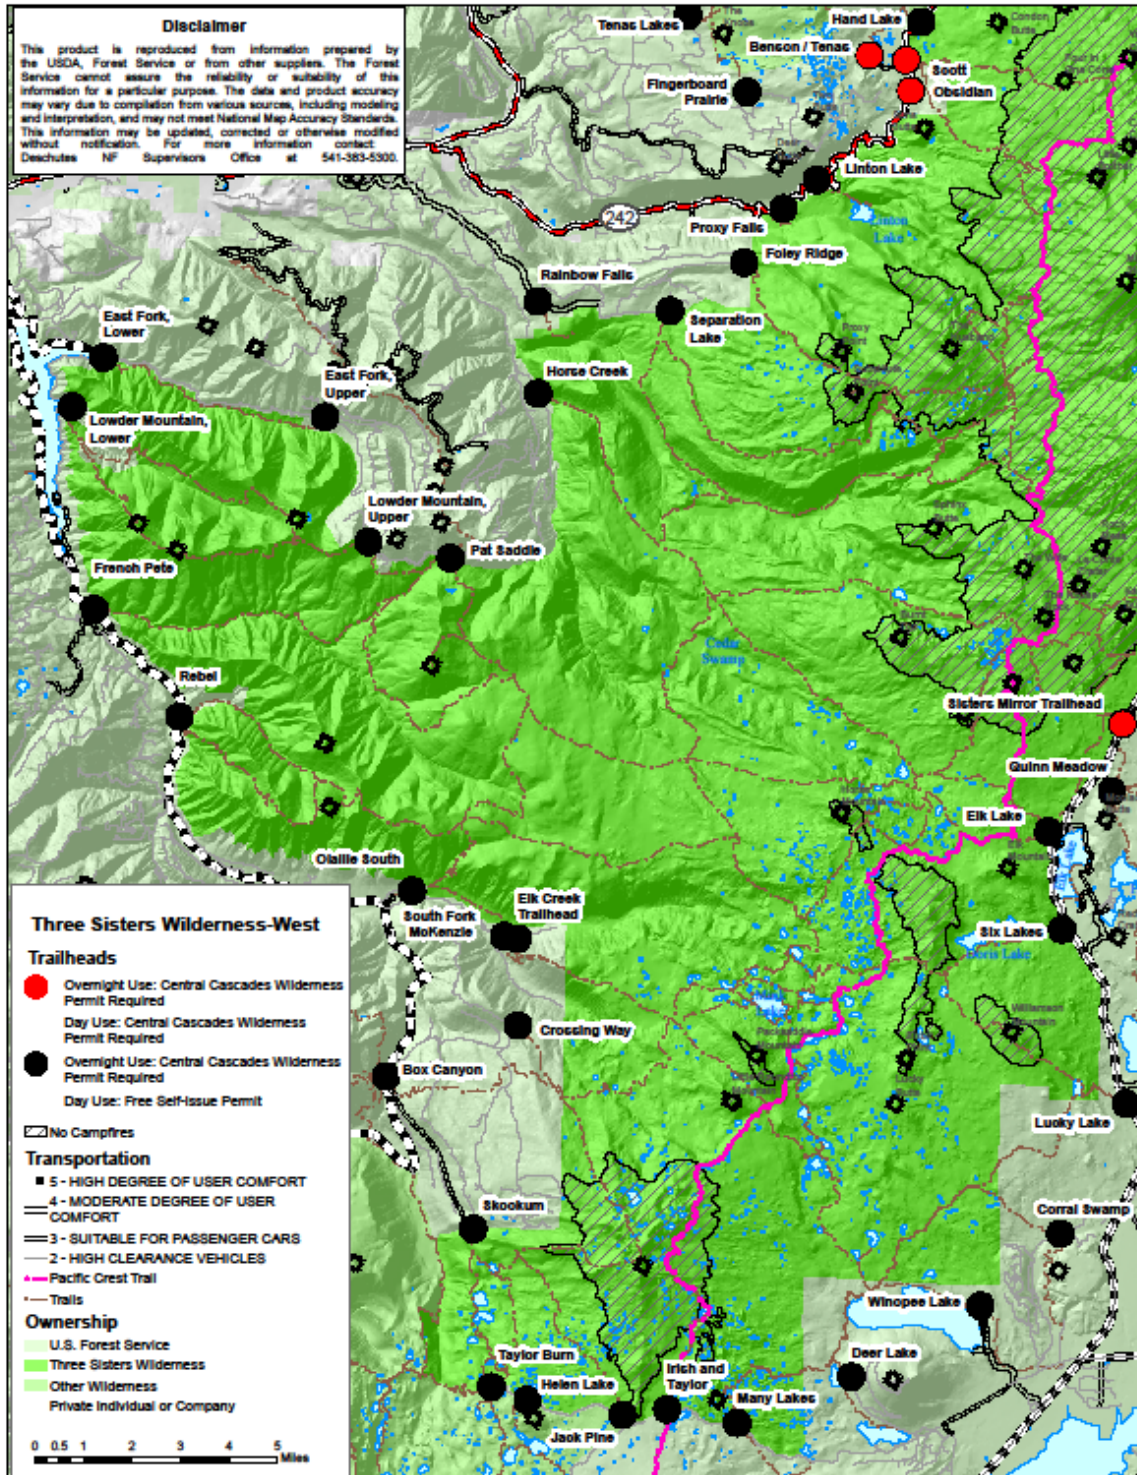 Disclaimer
This product is reproduced from information prepared by
the USDA, Forest Service or from other suppliers. The Forest
Service cannot assure the reliability or suitability of this
information for a particular purpose. The data and product accuracy
may vary due to compilation from various sources, including modeling
and interpretation, and may not meet National Map Accuracy Standards.
This information may be updated, corrected or otherwise modified
without notification. For more information contact:
Deschutes NF Supervisors Office at 541-383-5300.
Tenas Lakes
Hand Lake
Benson / Tenas
Scott
Obsidian
Fingerboard
Prairie
Linton Lake
242
Proxy Falls
Linton
Lake
Foley Ridge
Rainbow Falls
Separation
Lake
East Fork,
Lower
East Fork,
Upper
Horse Creek
Lowder Mountain,
Lower
Lowder Mountain,
Upper
Pat Saddle
French Pete
Cedar
Swamp
Rebel
Sisters Mirror Trailhead
Quinn Meadow
Elk Lake
Olallie South
South Fork
McKenzie
Elk Creek
Trailhead
Six Lakes
Doris Lake
Williamson
Mountain
Crossing Way
Box Canyon
Lucky Lake
Skookum
Corral Swamp
Winopee Lake
Deer Lake
Taylor Burn
Helen Lake
Irish and
Taylor
Many Lakes
Jack Pine
Three Sisters Wilderness-West
Trailheads
Overnight Use: Central Cascades Wilderness
Permit Required
Day Use: Central Cascades Wilderness
Permit Required
Overnight Use: Central Cascades Wilderness
Permit Required
Day Use: Free Self-Issue Permit
No Campfires
Transportation
5 - HIGH DEGREE OF USER COMFORT
4 - MODERATE DEGREE OF USER
COMFORT
3 - SUITABLE FOR PASSENGER CARS
2 - HIGH CLEARANCE VEHICLES
Pacific Crest Trail
Trails
Ownership
U.S. Forest Service
Three Sisters Wilderness
Other Wilderness
Private Individual or Company
0 0.5 1 2 3 4 5
Miles